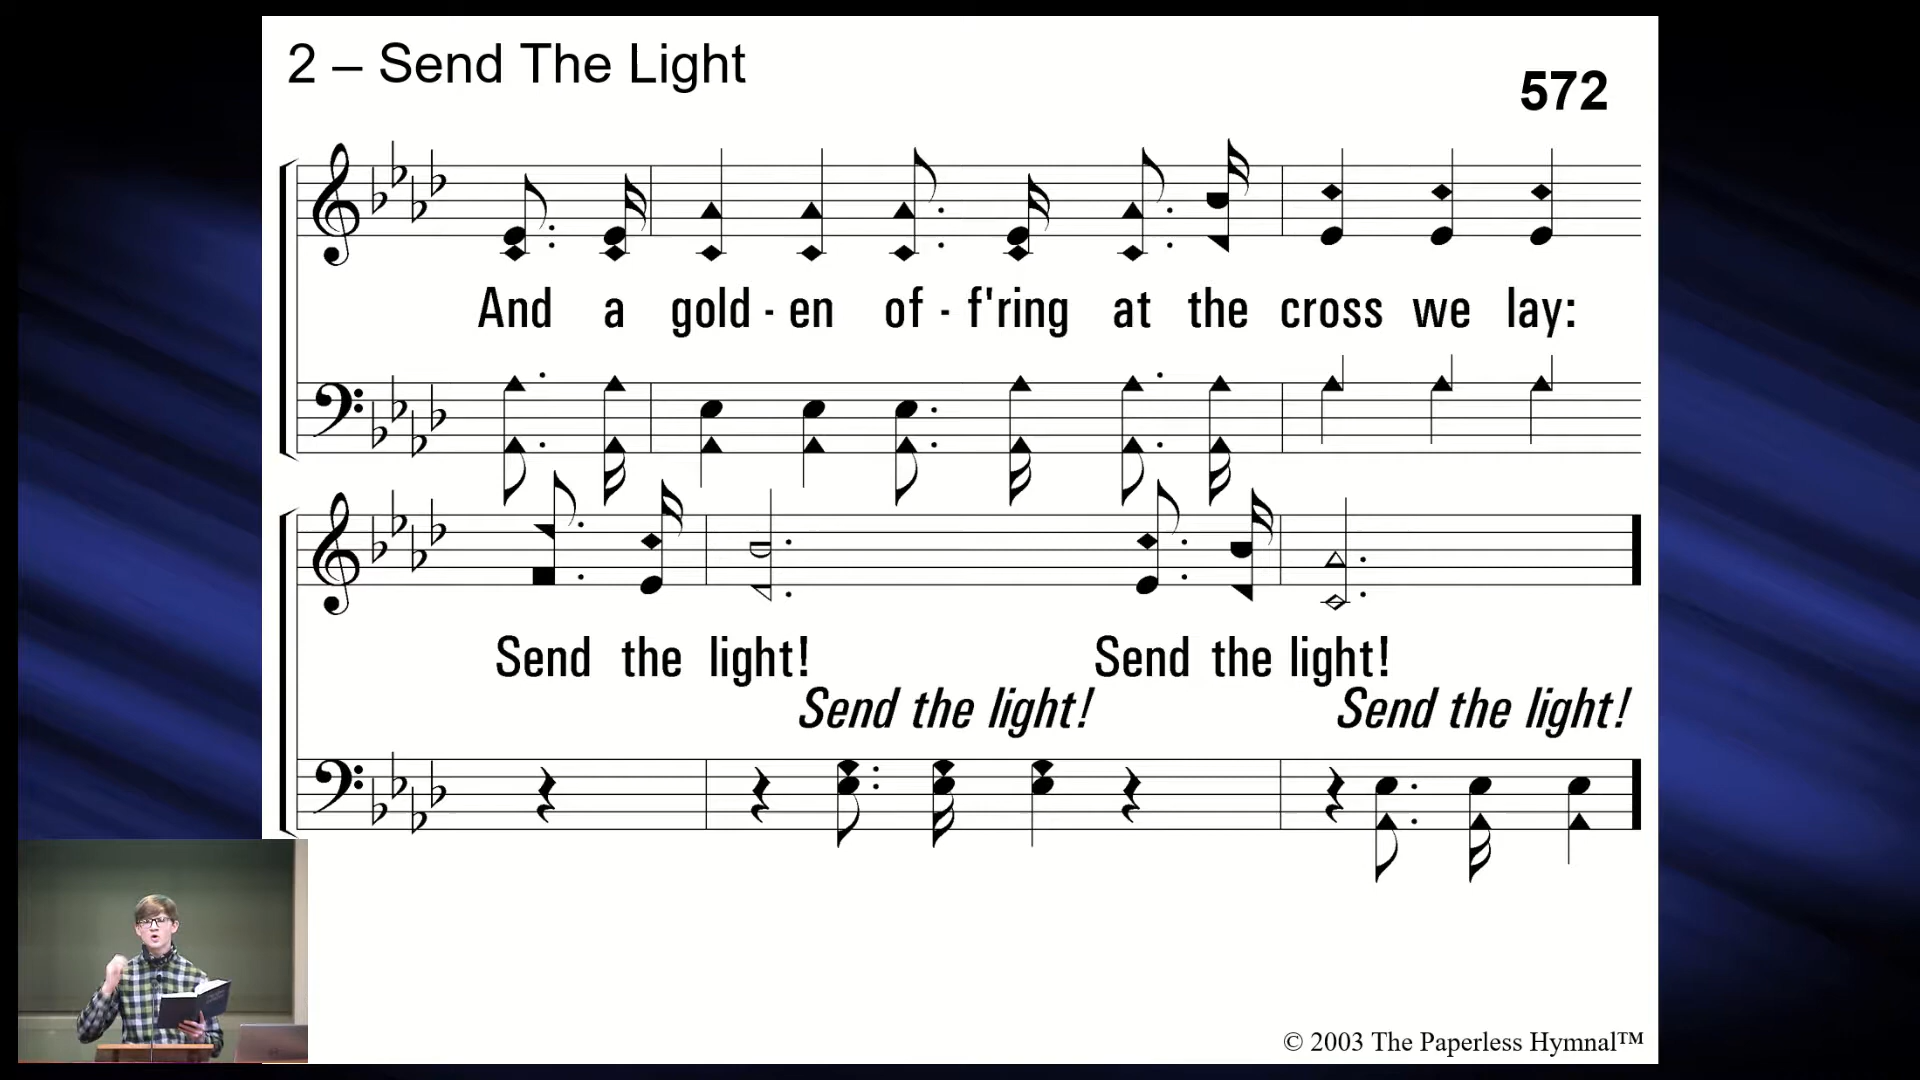 2 – Send The Light
572
And a gold - en of - f'ring at the cross we lay:
Send the light! Send the light!
Send the light! Send the light!
© 2003 The Paperless Hymnal™